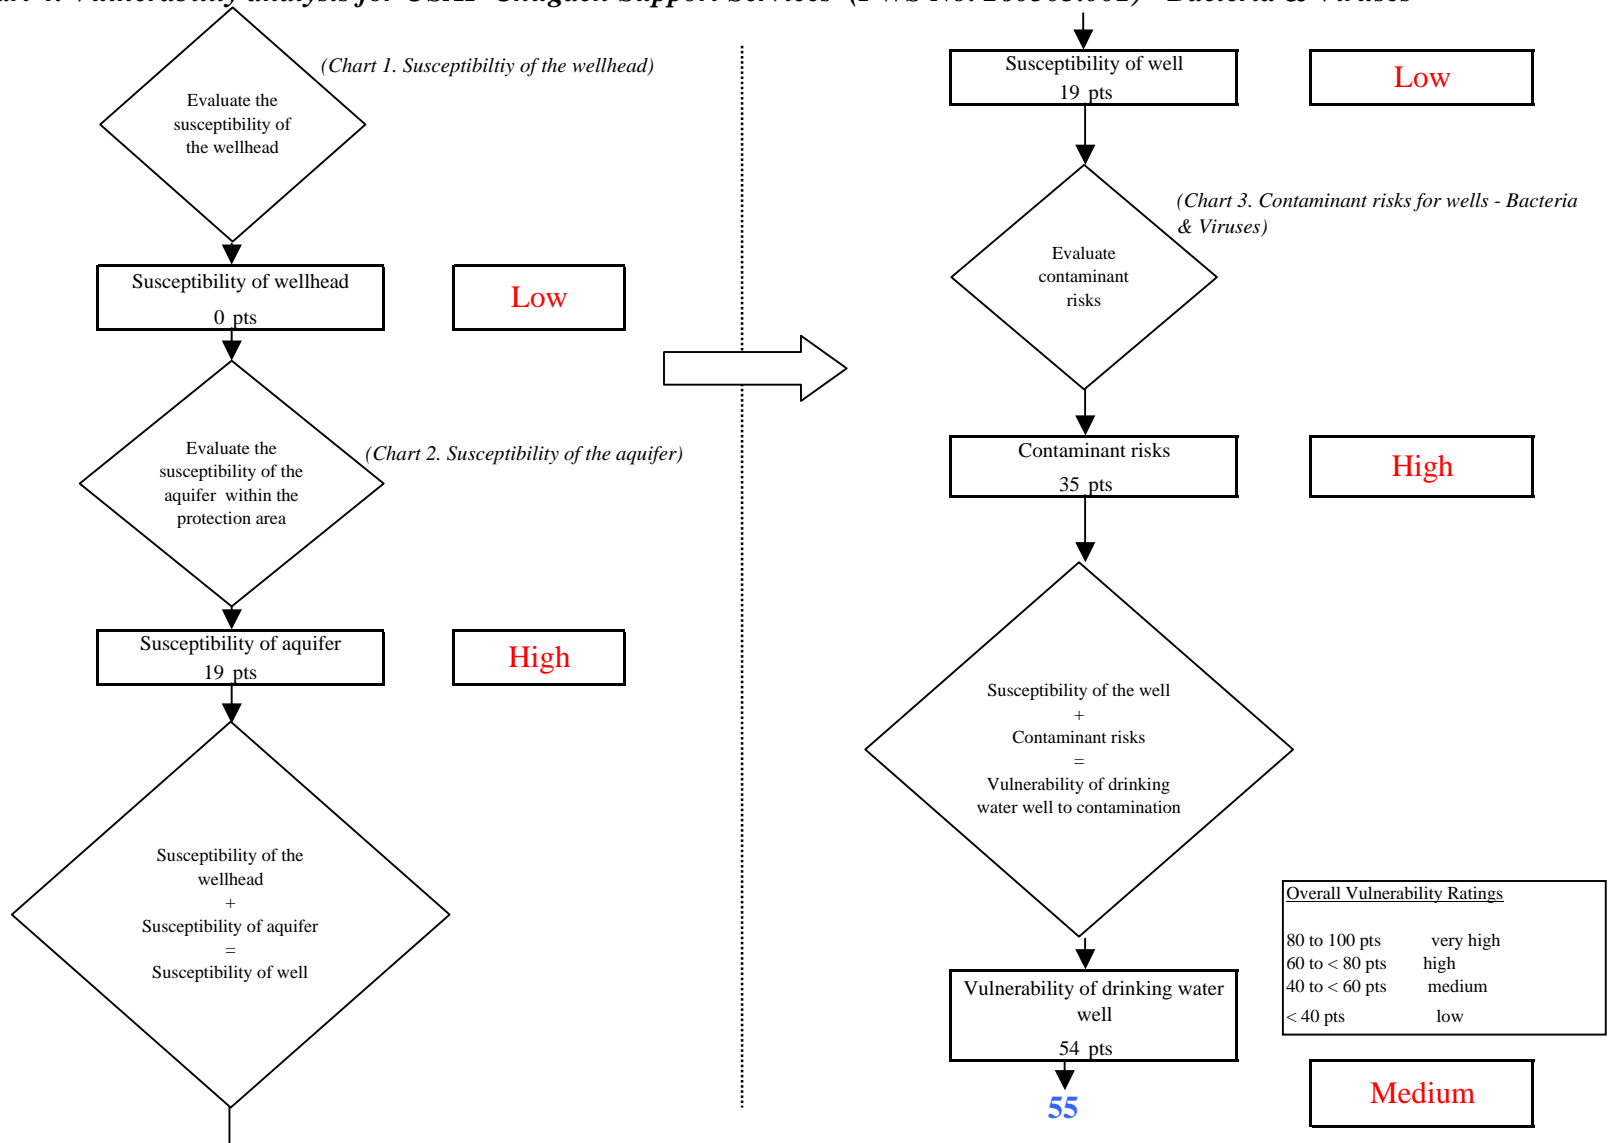 (Chart 1. Susceptibiltiy of the wellhead)
Evaluate the
susceptibility of
the wellhead
Susceptibility of wellhead
0 pts
Low
Evaluate the
susceptibility of the
aquifer within the
protection area
(Chart 2. Susceptibility of the aquifer)
Susceptibility of aquifer
19 pts
High
Susceptibility of the
wellhead
+
Susceptibility of aquifer
=
Susceptibility of well
Susceptibility of well
19 pts
Low
(Chart 3. Contaminant risks for wells - Bacteria
& Viruses)
Evaluate
contaminant
risks
Contaminant risks
35 pts
High
Susceptibility of the well
+
Contaminant risks
=
Vulnerability of drinking
water well to contamination
Overall Vulnerability Ratings
80 to 100 pts very high
60 to < 80 pts high
40 to < 60 pts medium
< 40 pts low
Vulnerability of drinking water
well
54 pts
55
Medium